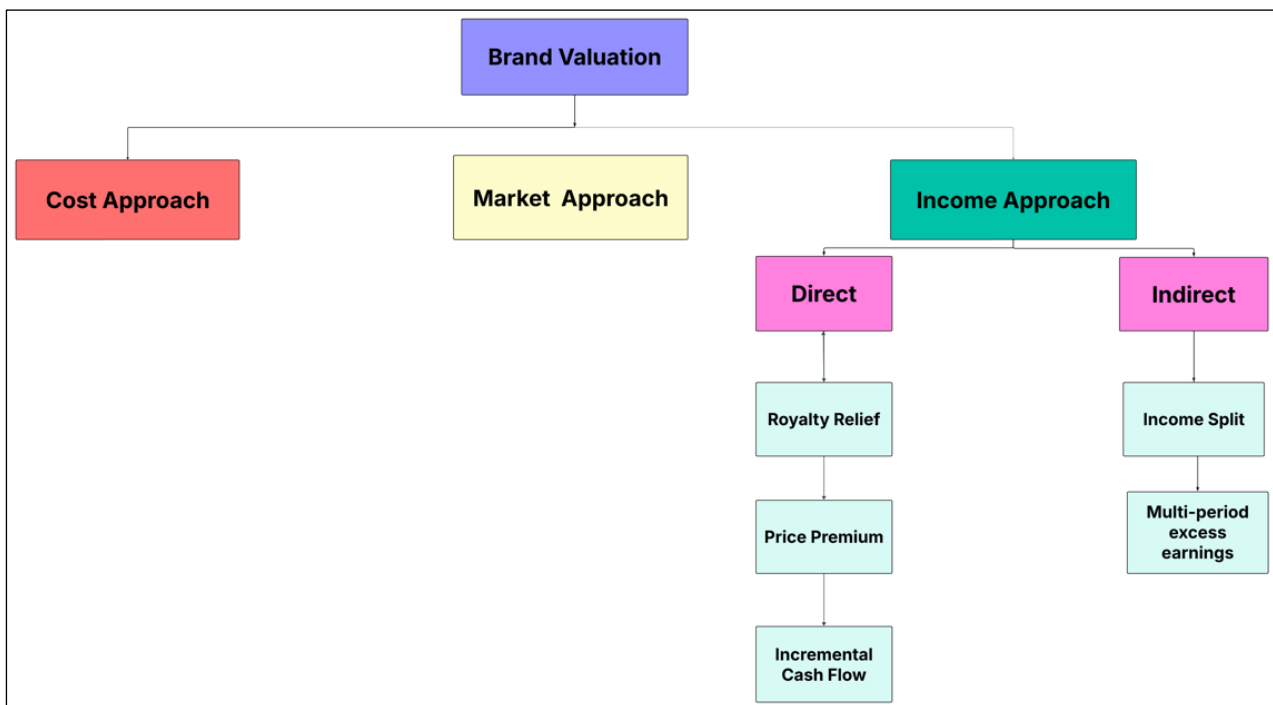 Brand Valuation
Cost Approach
Market Approach
Income Approach
Direct
Indirect
Royalty Relief
Income Split
Price Premium
Multi-period
excess
earnings
Incremental
Cash Flow